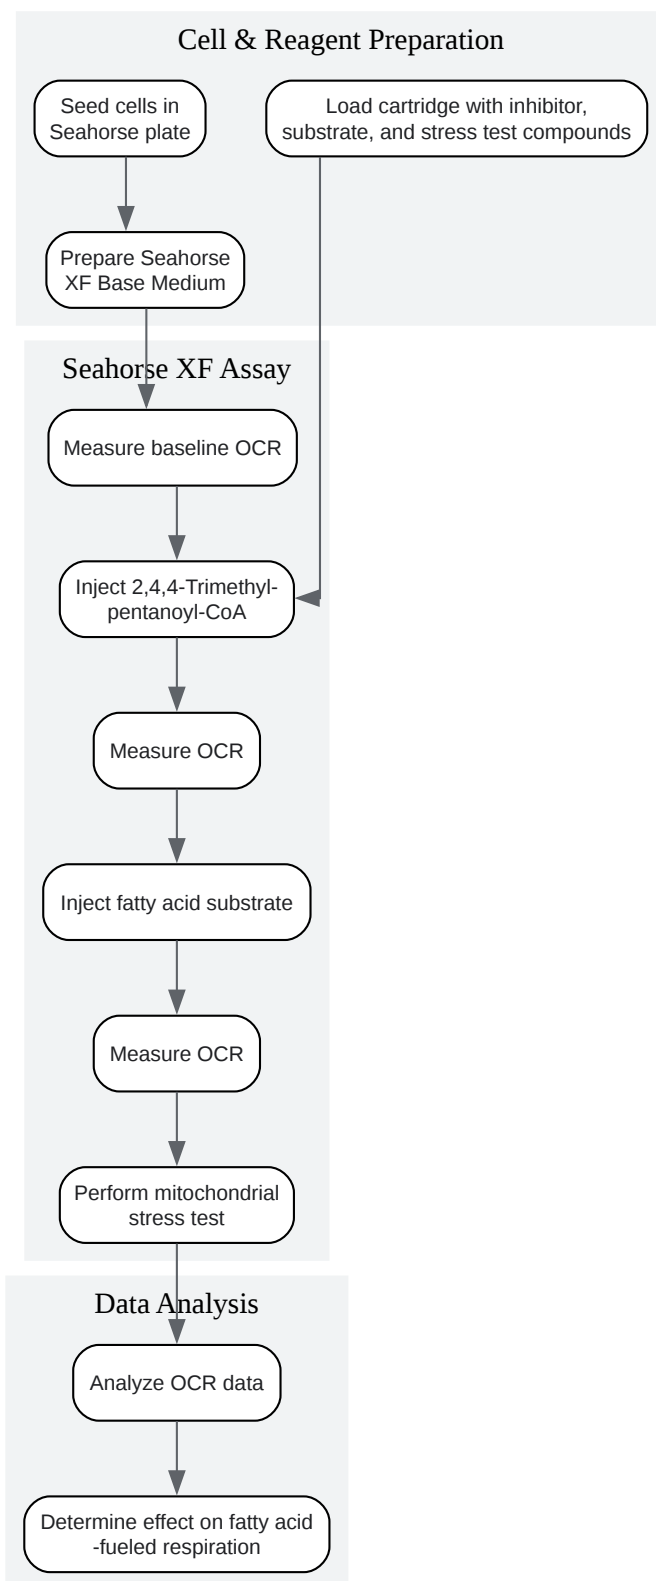 Cell & Reagent Preparation
Seed cells in
Seahorse plate
Load cartridge with inhibitor,
substrate, and stress test compounds
Prepare Seahorse
XF Base Medium
Seahorse XF Assay
Measure baseline OCR
Inject 2,4,4-Trimethyl-
pentanoyl-CoA
Measure OCR
Inject fatty acid substrate
Measure OCR
Perform mitochondrial
stress test
Data Analysis
Analyze OCR data
Determine effect on fatty acid
-fueled respiration